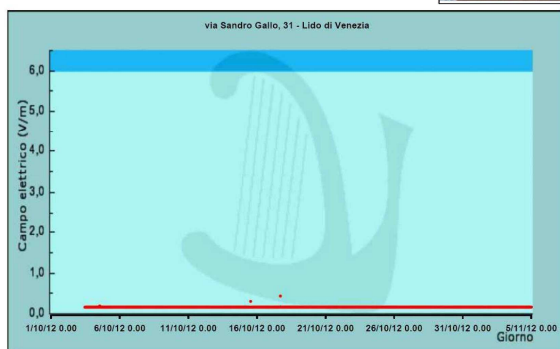 via Sandro Gallo, 31 - Lido di Venezia
Campo elettrico (V/m)
6,0
5,0
4,0
3,0
2,0
1,0
0,0
1/10/12 0.00 6/10/12 0.00 11/10/12 0.00 16/10/12 0.00 21/10/12 0.00 26/10/12 0.00 31/10/12 0.00 5/11/12 0.00
Giorno